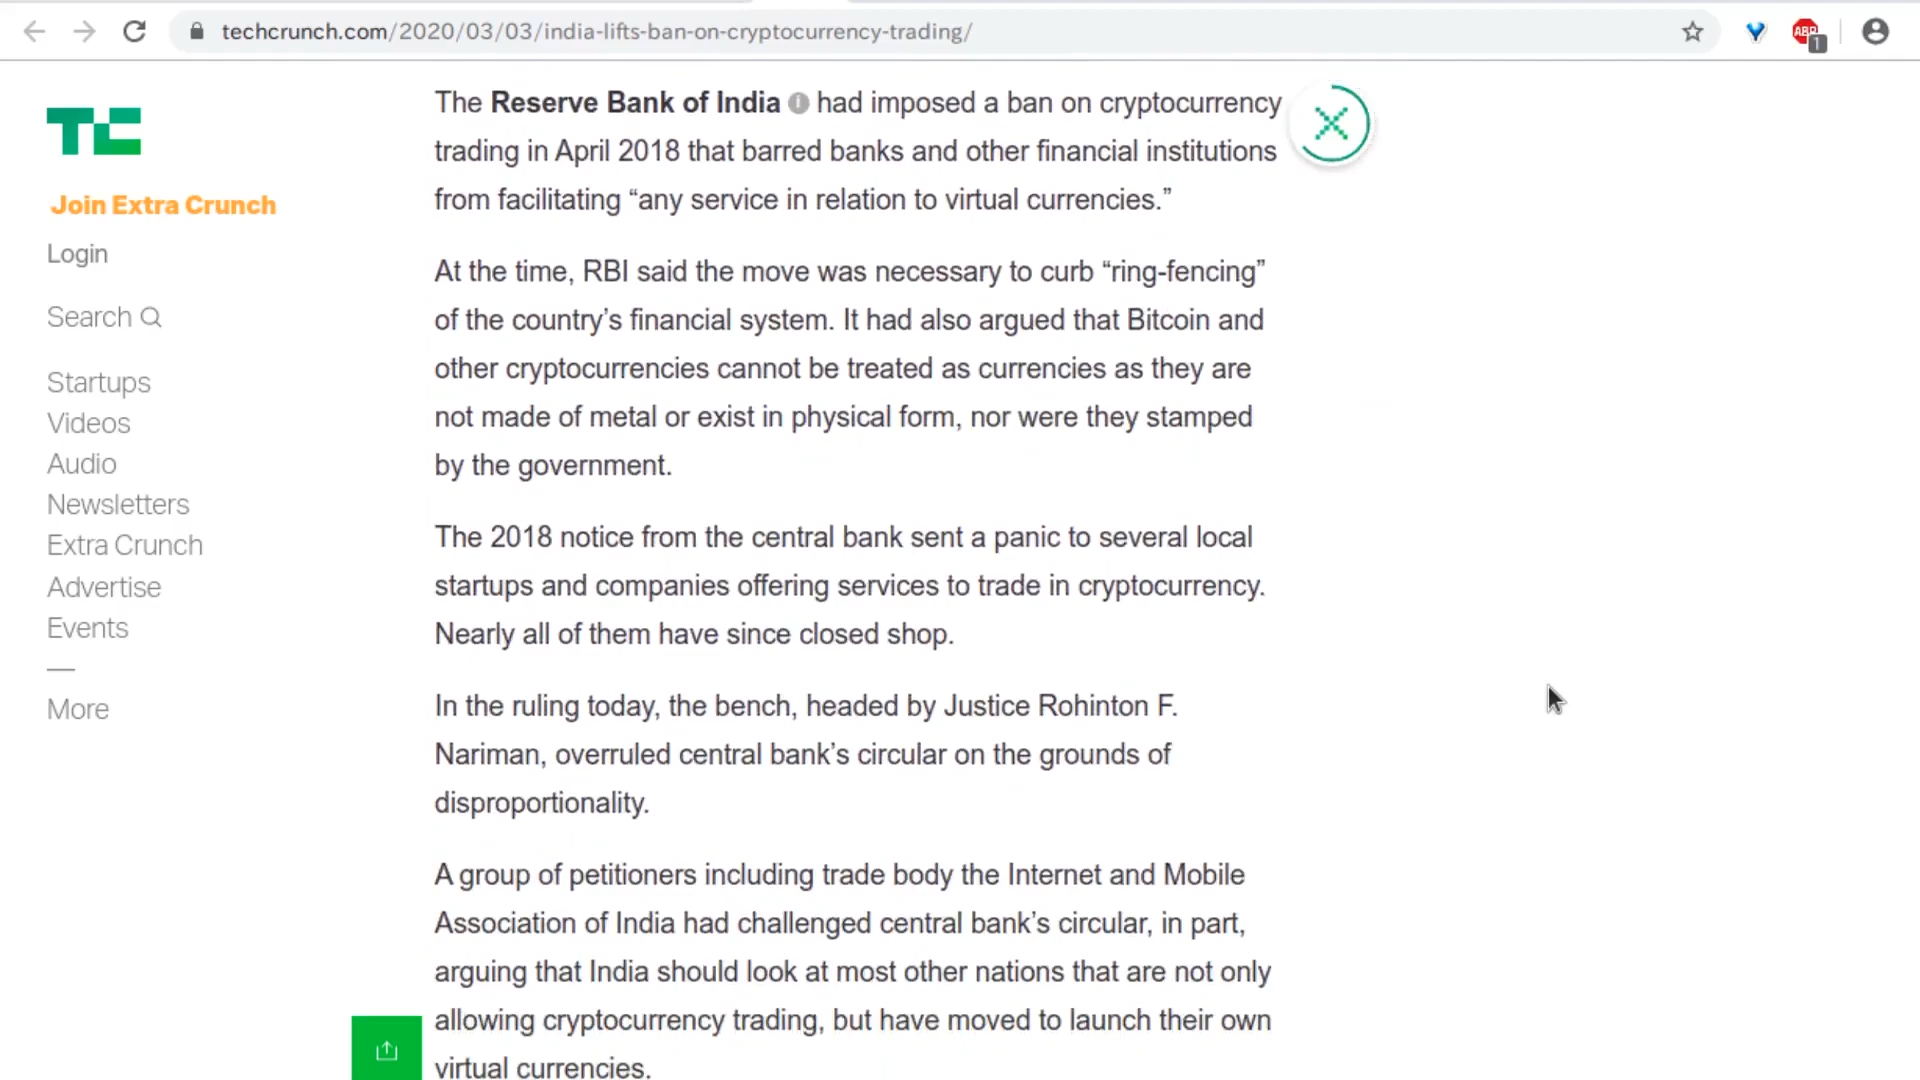 techcrunch.com/2020/03/03/india-lifts-ban-on-cryptocurrency-trading/
ABP
1
TC
Join Extra Crunch
Login
Search
Startups
Videos
Audio
Newsletters
Extra Crunch
Advertise
Events
More
The Reserve Bank of India had imposed a ban on cryptocurrency
trading in April 2018 that barred banks and other financial institutions
from facilitating “any service in relation to virtual currencies.”
At the time, RBI said the move was necessary to curb “ring-fencing”
of the country’s financial system. It had also argued that Bitcoin and
other cryptocurrencies cannot be treated as currencies as they are
not made of metal or exist in physical form, nor were they stamped
by the government.
The 2018 notice from the central bank sent a panic to several local
startups and companies offering services to trade in cryptocurrency.
Nearly all of them have since closed shop.
In the ruling today, the bench, headed by Justice Rohinton F.
Nariman, overruled central bank’s circular on the grounds of
disproportionality.
A group of petitioners including trade body the Internet and Mobile
Association of India had challenged central bank’s circular, in part,
arguing that India should look at most other nations that are not only
allowing cryptocurrency trading, but have moved to launch their own
virtual currencies.